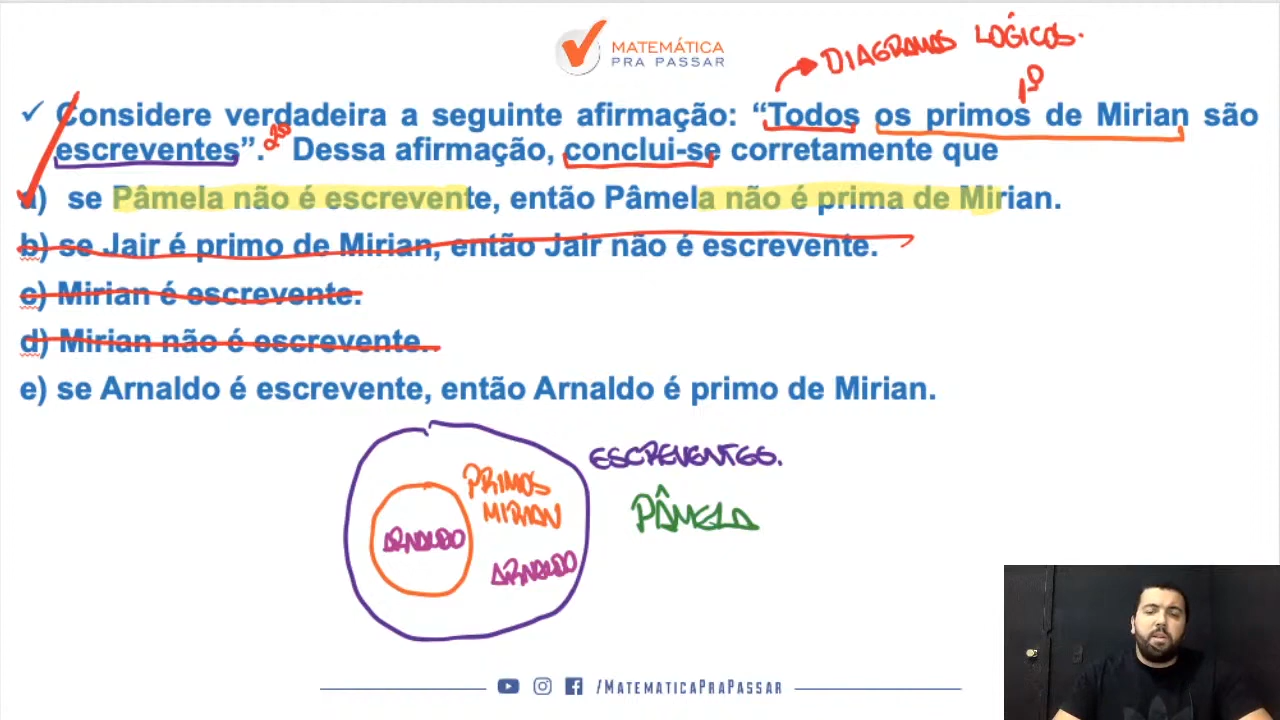 MATEMÁTICA
PRA PASSAR
DIAGRAMAS LÓGICOS.
1º
✓ Considere verdadeira a seguinte afirmação: “Todos os primos de Mirian são
escreventes”. Dessa afirmação, conclui-se corretamente que
a) se Pâmela não é escrevente, então Pâmela não é prima de Mirian.
b) se Jair é primo de Mirian, então Jair não é escrevente.
c) Mirian é escrevente.
d) Mirian não é escrevente.
e) se Arnaldo é escrevente, então Arnaldo é primo de Mirian.
ESCREVENTES.
PRIMOS
MIRIAN
PÂMELA
ARNALDO
ARNALDO
/MATEMATICAPRAPASSAR